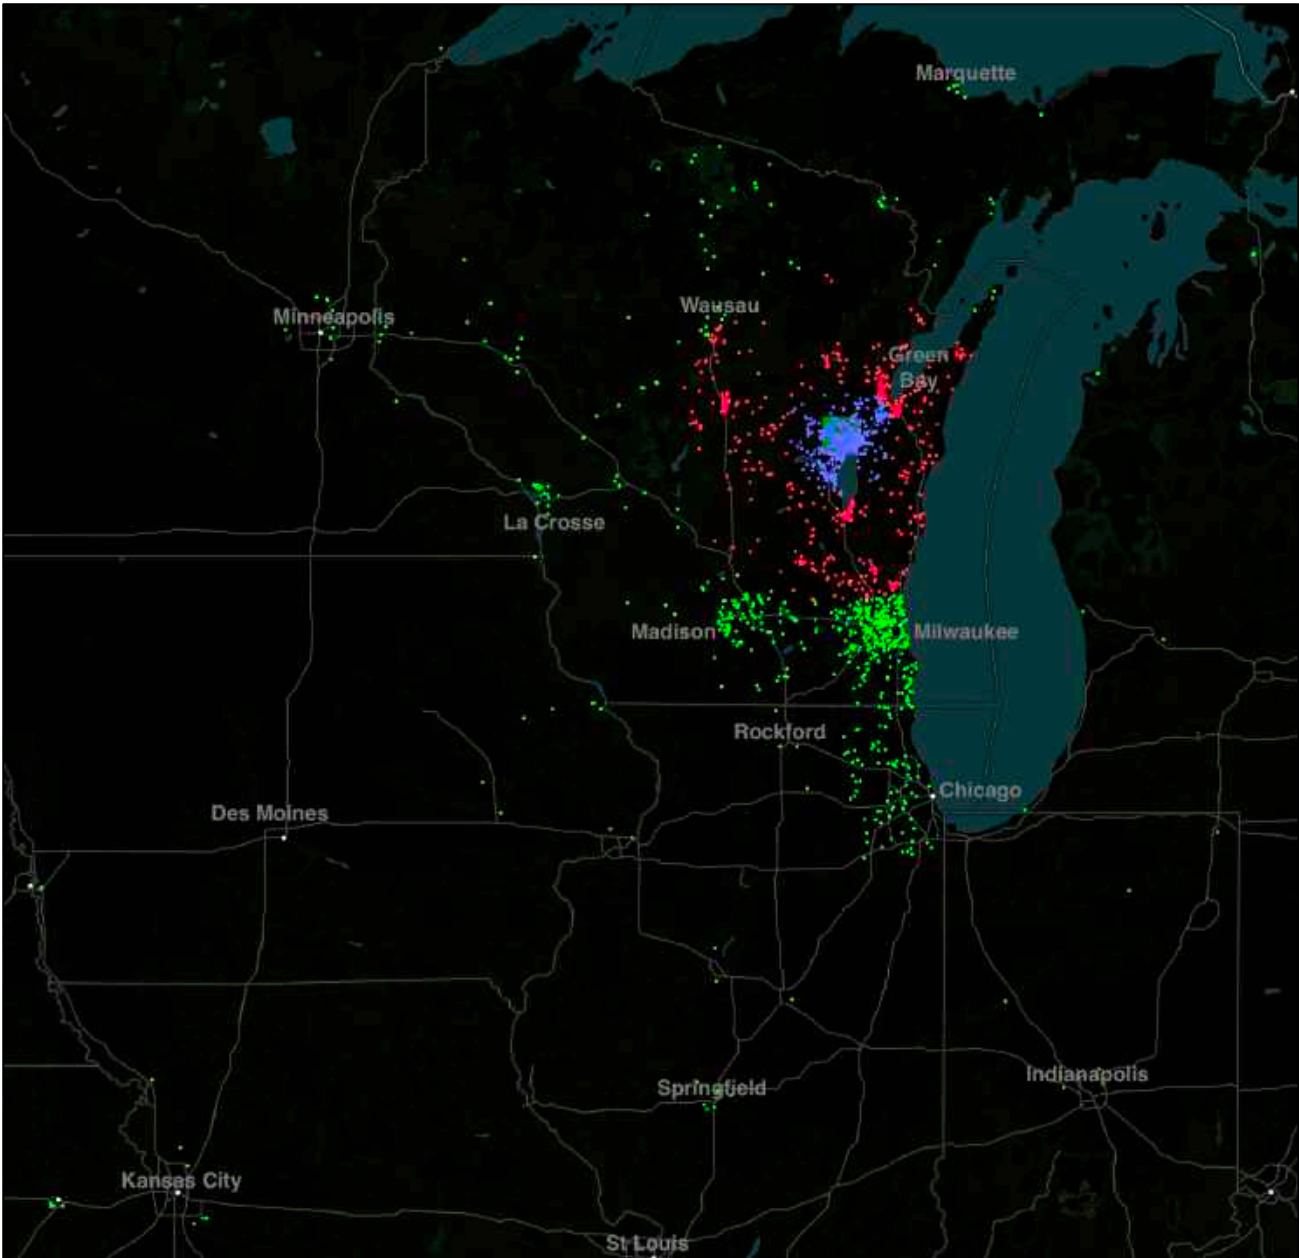 Marquette
Wausau
Minneapolis
Green
Bay
La Crosse
Madison
Milwaukee
Rockford
Chicago
Des Moines
Indianapolis
Springfield
Kansas City
St Louis